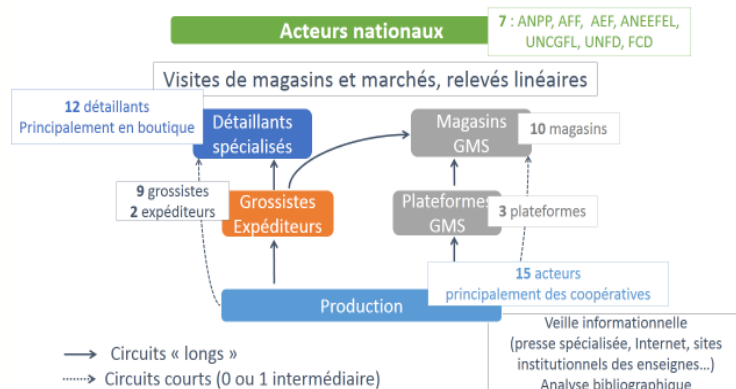 Acteurs nationaux
7 : ANPP, AFF, AEF, ANEEFEL,
UNCGFL, UNFD, FCD
Visites de magasins et marchés, relevés linéaires
12 détaillants
Principalement en boutique
Détaillants
spécialisés
Magasins
GMS
10 magasins
9 grossistes
2 expéditeurs
Grossistes
Expéditeurs
Plateformes
GMS
3 plateformes
15 acteurs
principalement des coopératives
Production
Veille informationnelle
(presse spécialisée, Internet, sites
institutionnels des enseignes...)
Analyse bibliographique
Circuits « longs »
Circuits courts (0 ou 1 intermédiaire)